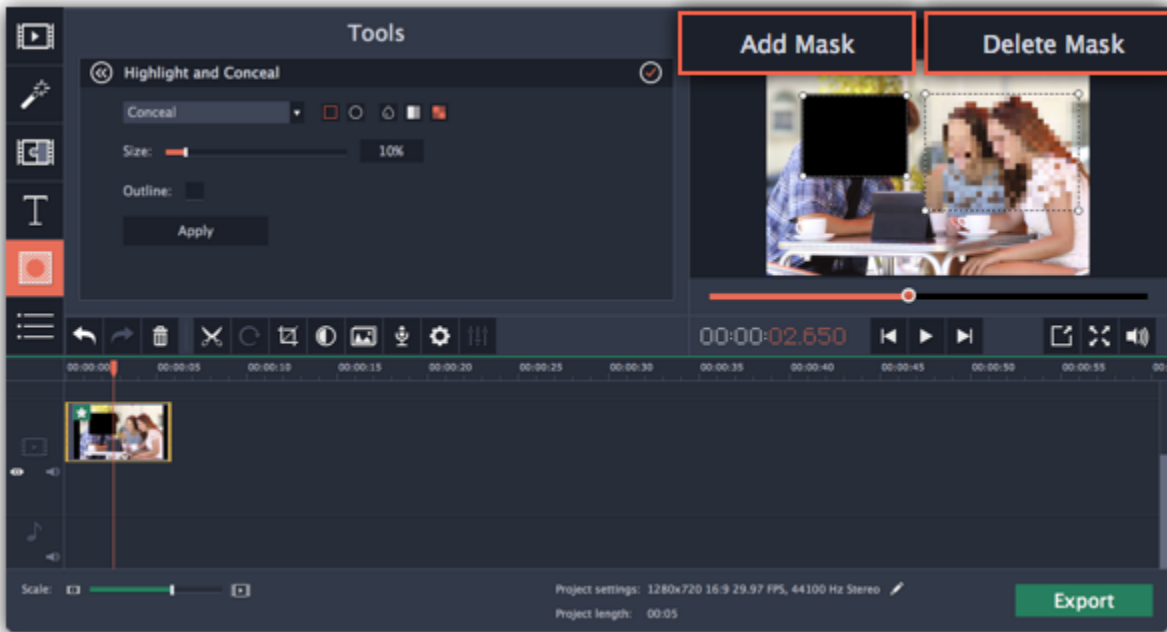 Tools
Add Mask
Delete Mask
Highlight and Conceal
Conceal
Size:
10%
Outline:
Apply
T
00:00:02.650
00:00:00 00:00:05 00:00:10 00:00:15 00:00:20 00:00:25 00:00:30 00:00:35 00:00:40 00:00:45 00:00:50 00:00:55 00:
Scale:
Project settings: 1280x720 16:9 29.97 FPS, 44100 Hz Stereo
Project length: 00:05
Export